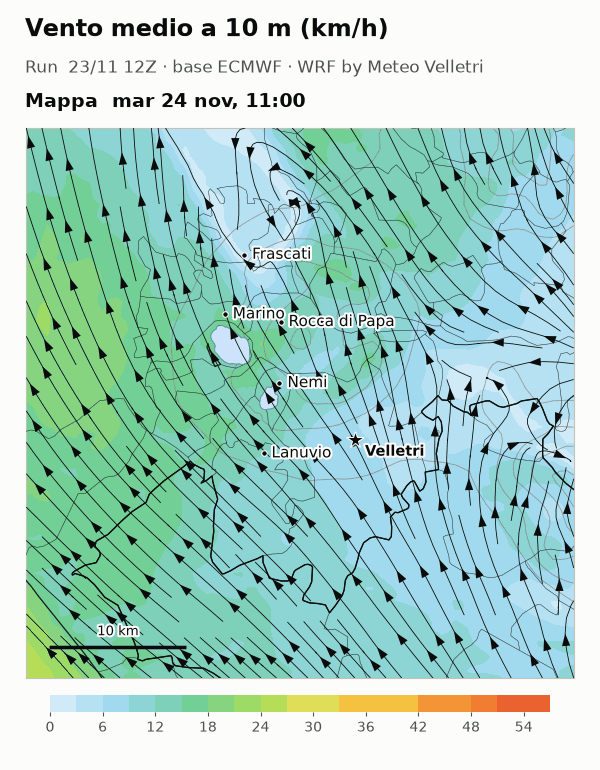 Vento medio a 10 m (km/h)
Run  23/11 12Z · base ECMWF · WRF by Meteo Velletri
Mappa  mar 24 nov, 11:00
Frascati
Marino
Rocca di Papa
Nemi
Velletri
Lanuvio
10 km
0 6 12 18 24 30 36 42 48 54